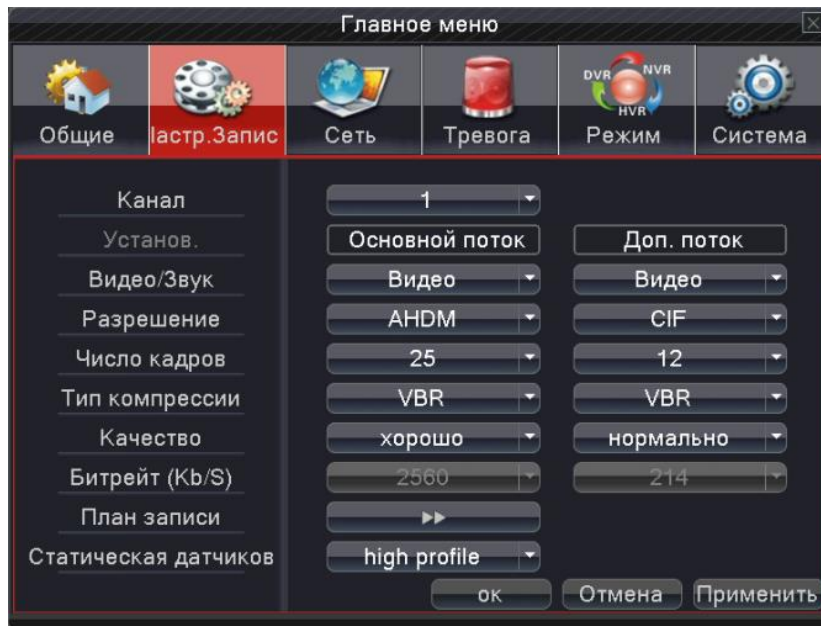 Главное меню
Общие
Настр.Запис
Сеть
Тревога
DVR NVR HVR
Режим
Система
Канал 1
Установ. Основной поток Доп. поток
Видео/Звук Видео Видео
Разрешение AHDM CIF
Число кадров 25 12
Тип компрессии VBR VBR
Качество хорошо нормально
Битрейт (Kb/S) 2560 214
План записи
Статическая датчиков high profile
ок Отмена Применить